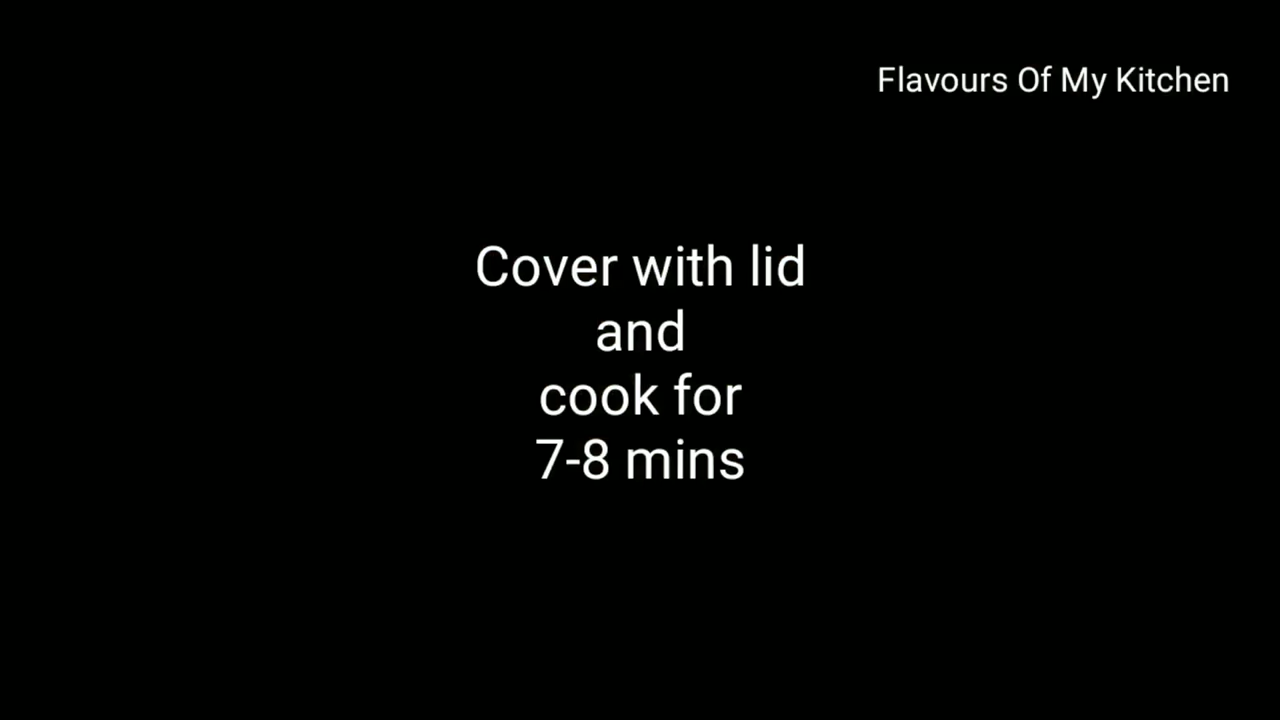 Flavours Of My Kitchen
Cover with lid
and
cook for
7-8 mins